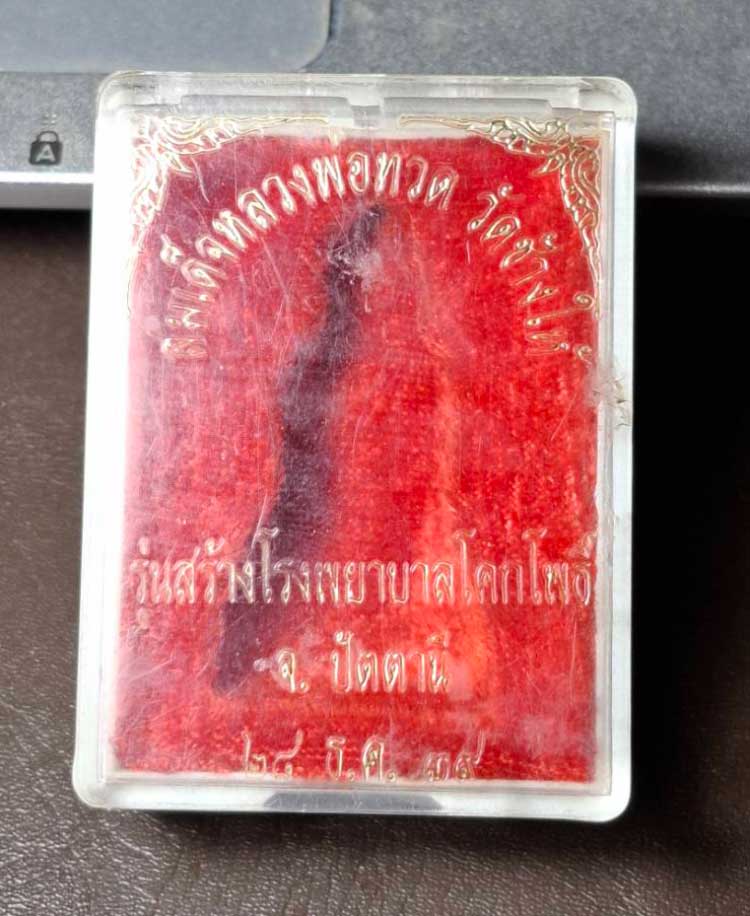 สมเด็จหลวงพ่อทวด วัดช้างให้
รุ่นสร้างโรงพยาบาลโคกโพธิ์
จ. ปัตตานี
๒๘ ธ.ค. ๓๙
A